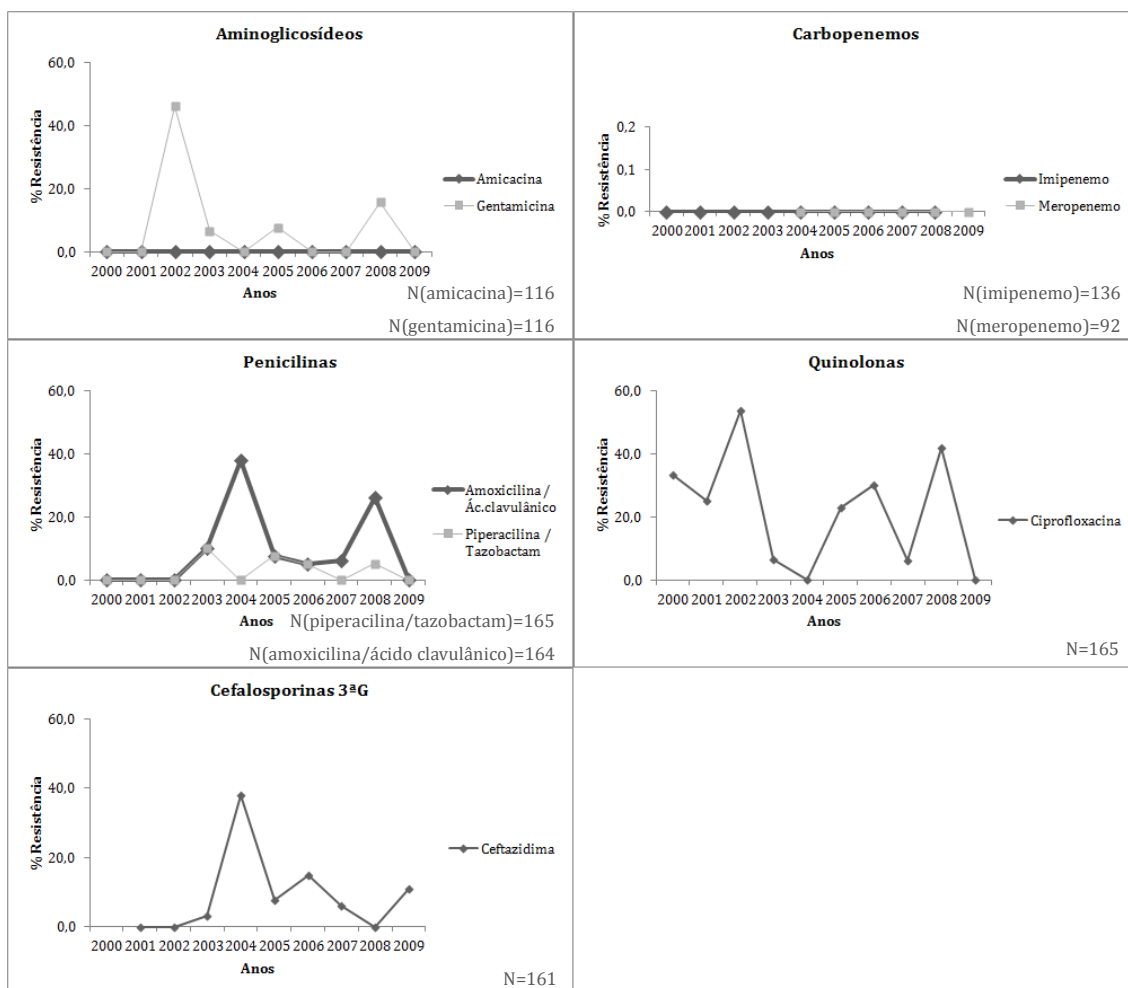 Aminoglicosídeos
% Resistência
60,0
40,0
20,0
0,0
2000 2001 2002 2003 2004 2005 2006 2007 2008 2009
Anos
Amicacina
Gentamicina
N(amicacina)=116
N(gentamicina)=116
Carbopenemos
% Resistência
0,2
0,1
0,0
2000 2001 2002 2003 2004 2005 2006 2007 2008 2009
Anos
Imipenemo
Meropenemo
N(imipenemo)=136
N(meropenemo)=92
Penicilinas
% Resistência
60,0
40,0
20,0
0,0
2000 2001 2002 2003 2004 2005 2006 2007 2008 2009
Anos
Amoxicilina /
Ác.clavulânico
Piperacilina /
Tazobactam
N(piperacilina/tazobactam)=165
N(amoxicilina/ácido clavulânico)=164
Quinolonas
% Resistência
60,0
40,0
20,0
0,0
2000 2001 2002 2003 2004 2005 2006 2007 2008 2009
Anos
Ciprofloxacina
N=165
Cefalosporinas 3ªG
% Resistência
60,0
40,0
20,0
0,0
2000 2001 2002 2003 2004 2005 2006 2007 2008 2009
Anos
Ceftazidima
N=161